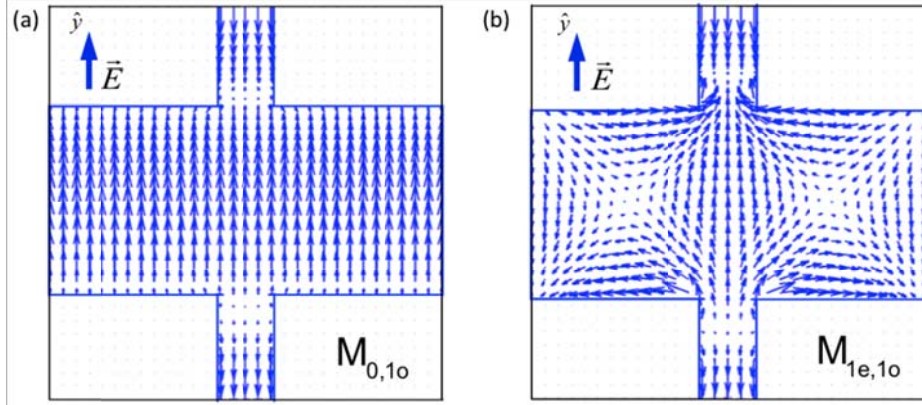 (a)
ŷ
E⃗
M0,1o
(b)
ŷ
E⃗
M1e,1o